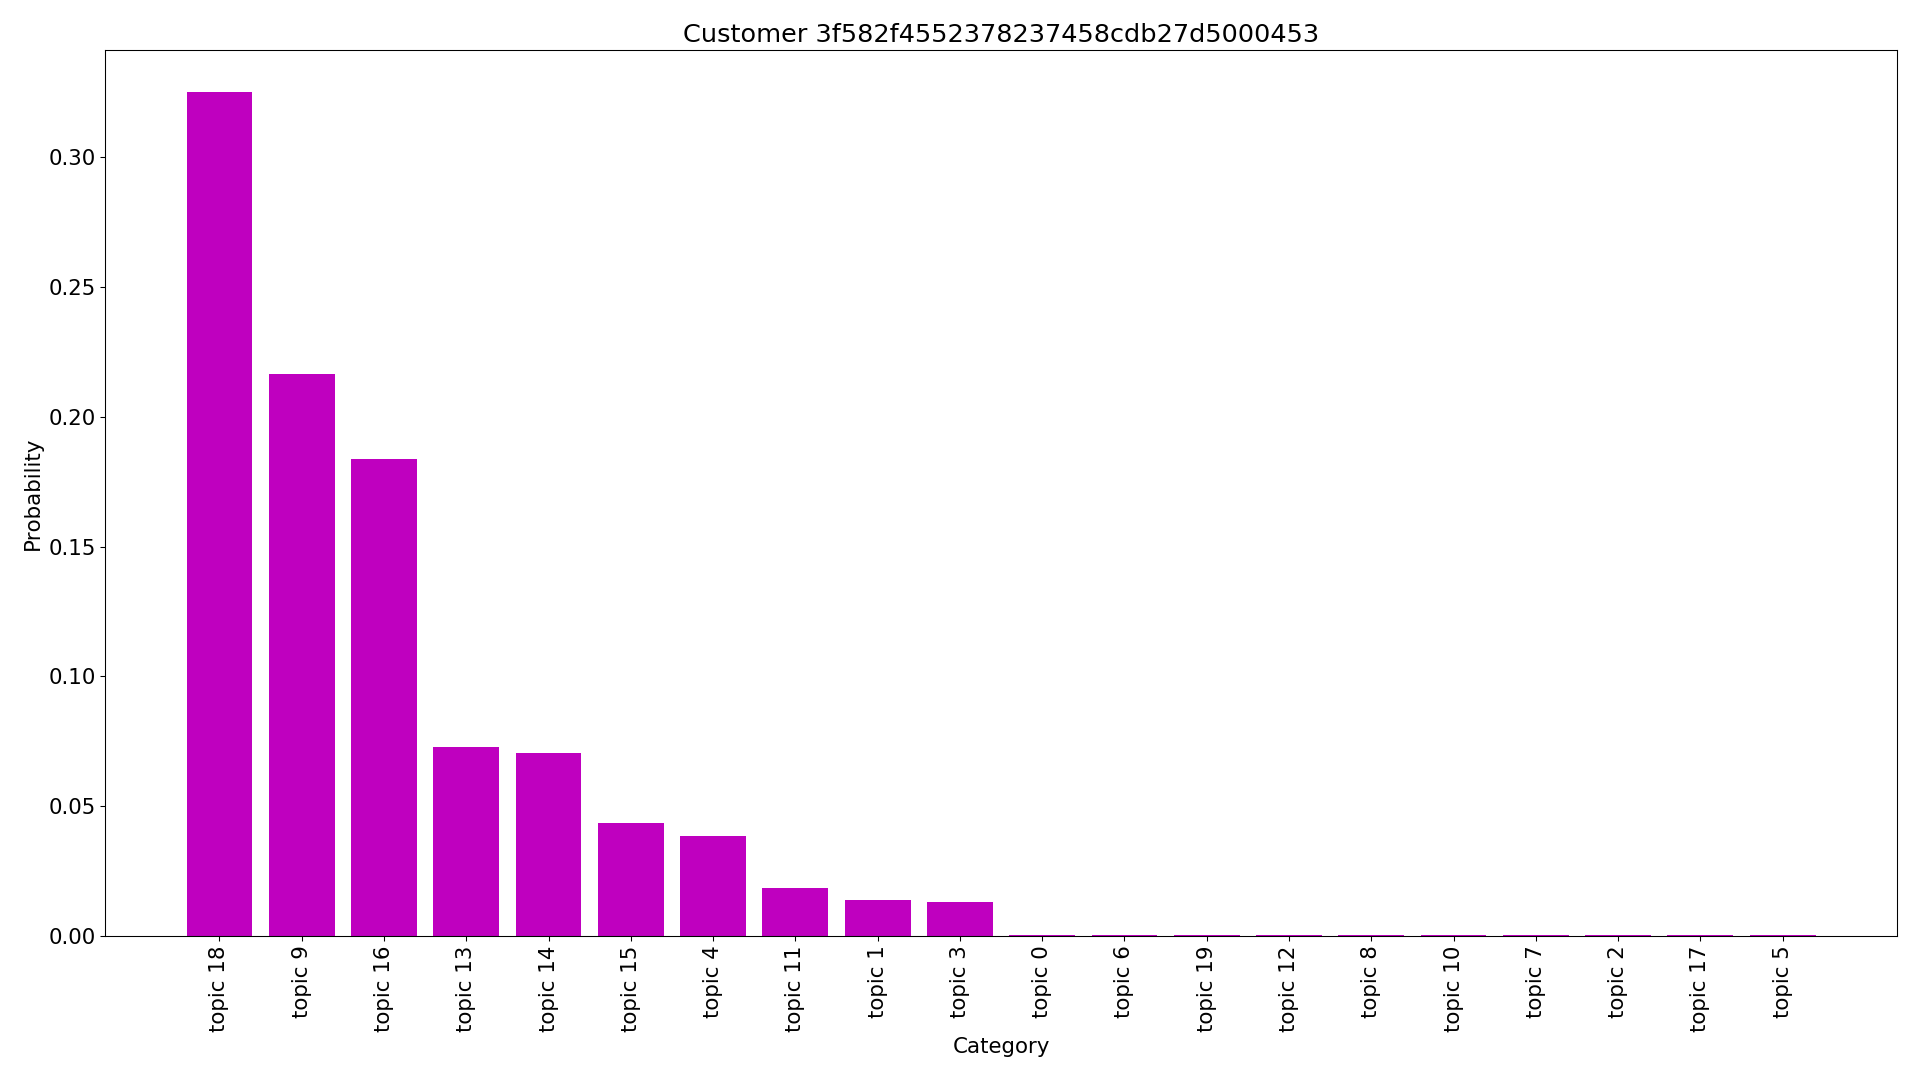 Customer 3f582f4552378237458cdb27d5000453
Probability
0.30
0.25
0.20
0.15
0.10
0.05
0.00
topic 18
topic 9
topic 16
topic 13
topic 14
topic 15
topic 4
topic 11
topic 1
topic 3
topic 0
topic 6
topic 19
topic 12
topic 8
topic 10
topic 7
topic 2
topic 17
topic 5
Category